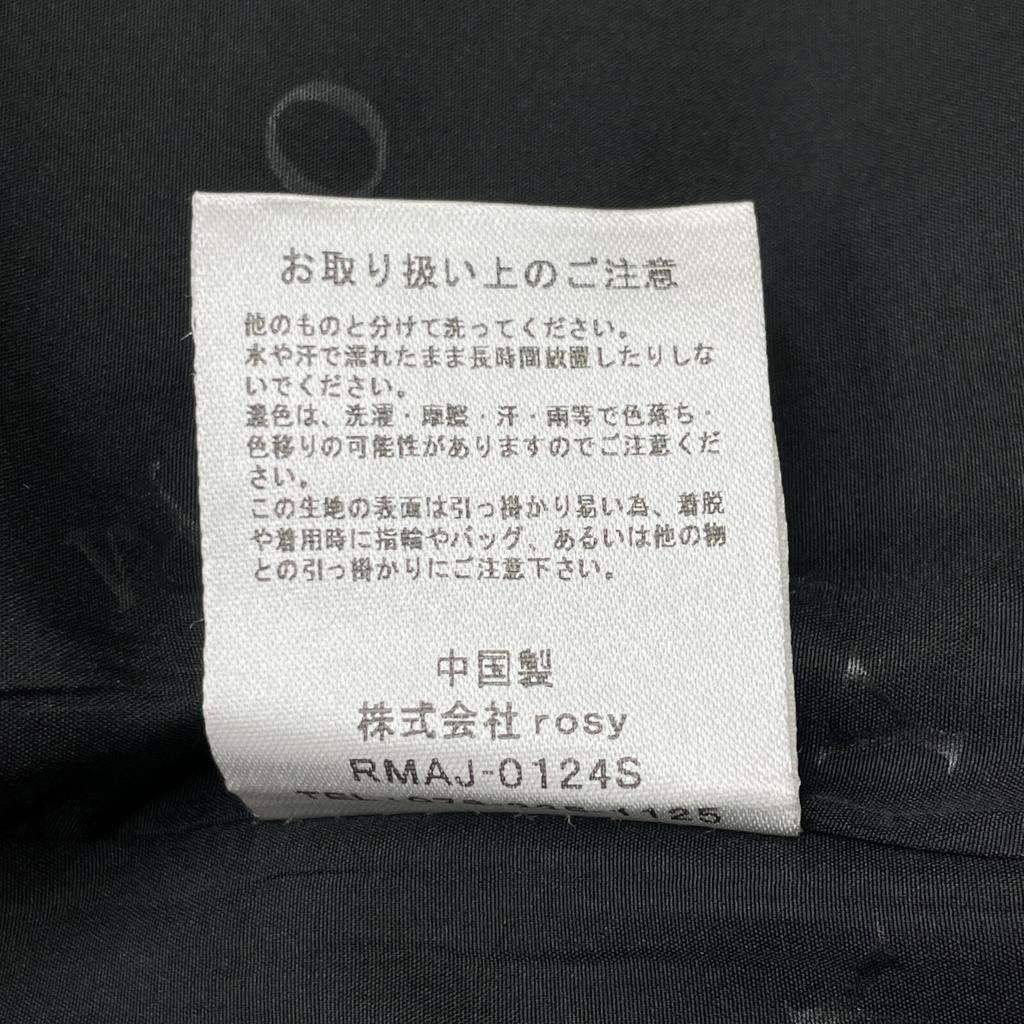 お取り扱い上のご注意
他のものと分けて洗ってください。
水や汗で濡れたまま長時間放置したりしな
いでください。
濃色は、洗濯・摩擦・汗・雨等で色落ち・
色移りの可能性がありますのでご注意くだ
さい。
この生地の表面は引っ掛かり易い為、着脱
や着用時に指輪やバッグ、あるいは他の物
との引っ掛かりにご注意下さい。
中国製
株式会社rosy
RMAJ-0124S
TEL